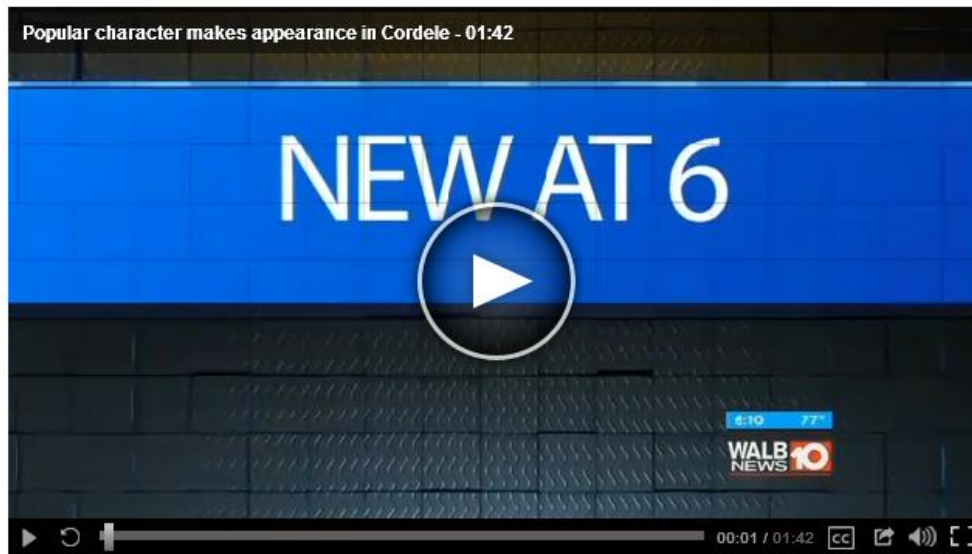 Popular character makes appearance in Cordele - 01:42
NEW AT 6
6:10 77°
WALB 10
NEWS
00:01 / 01:42 CC